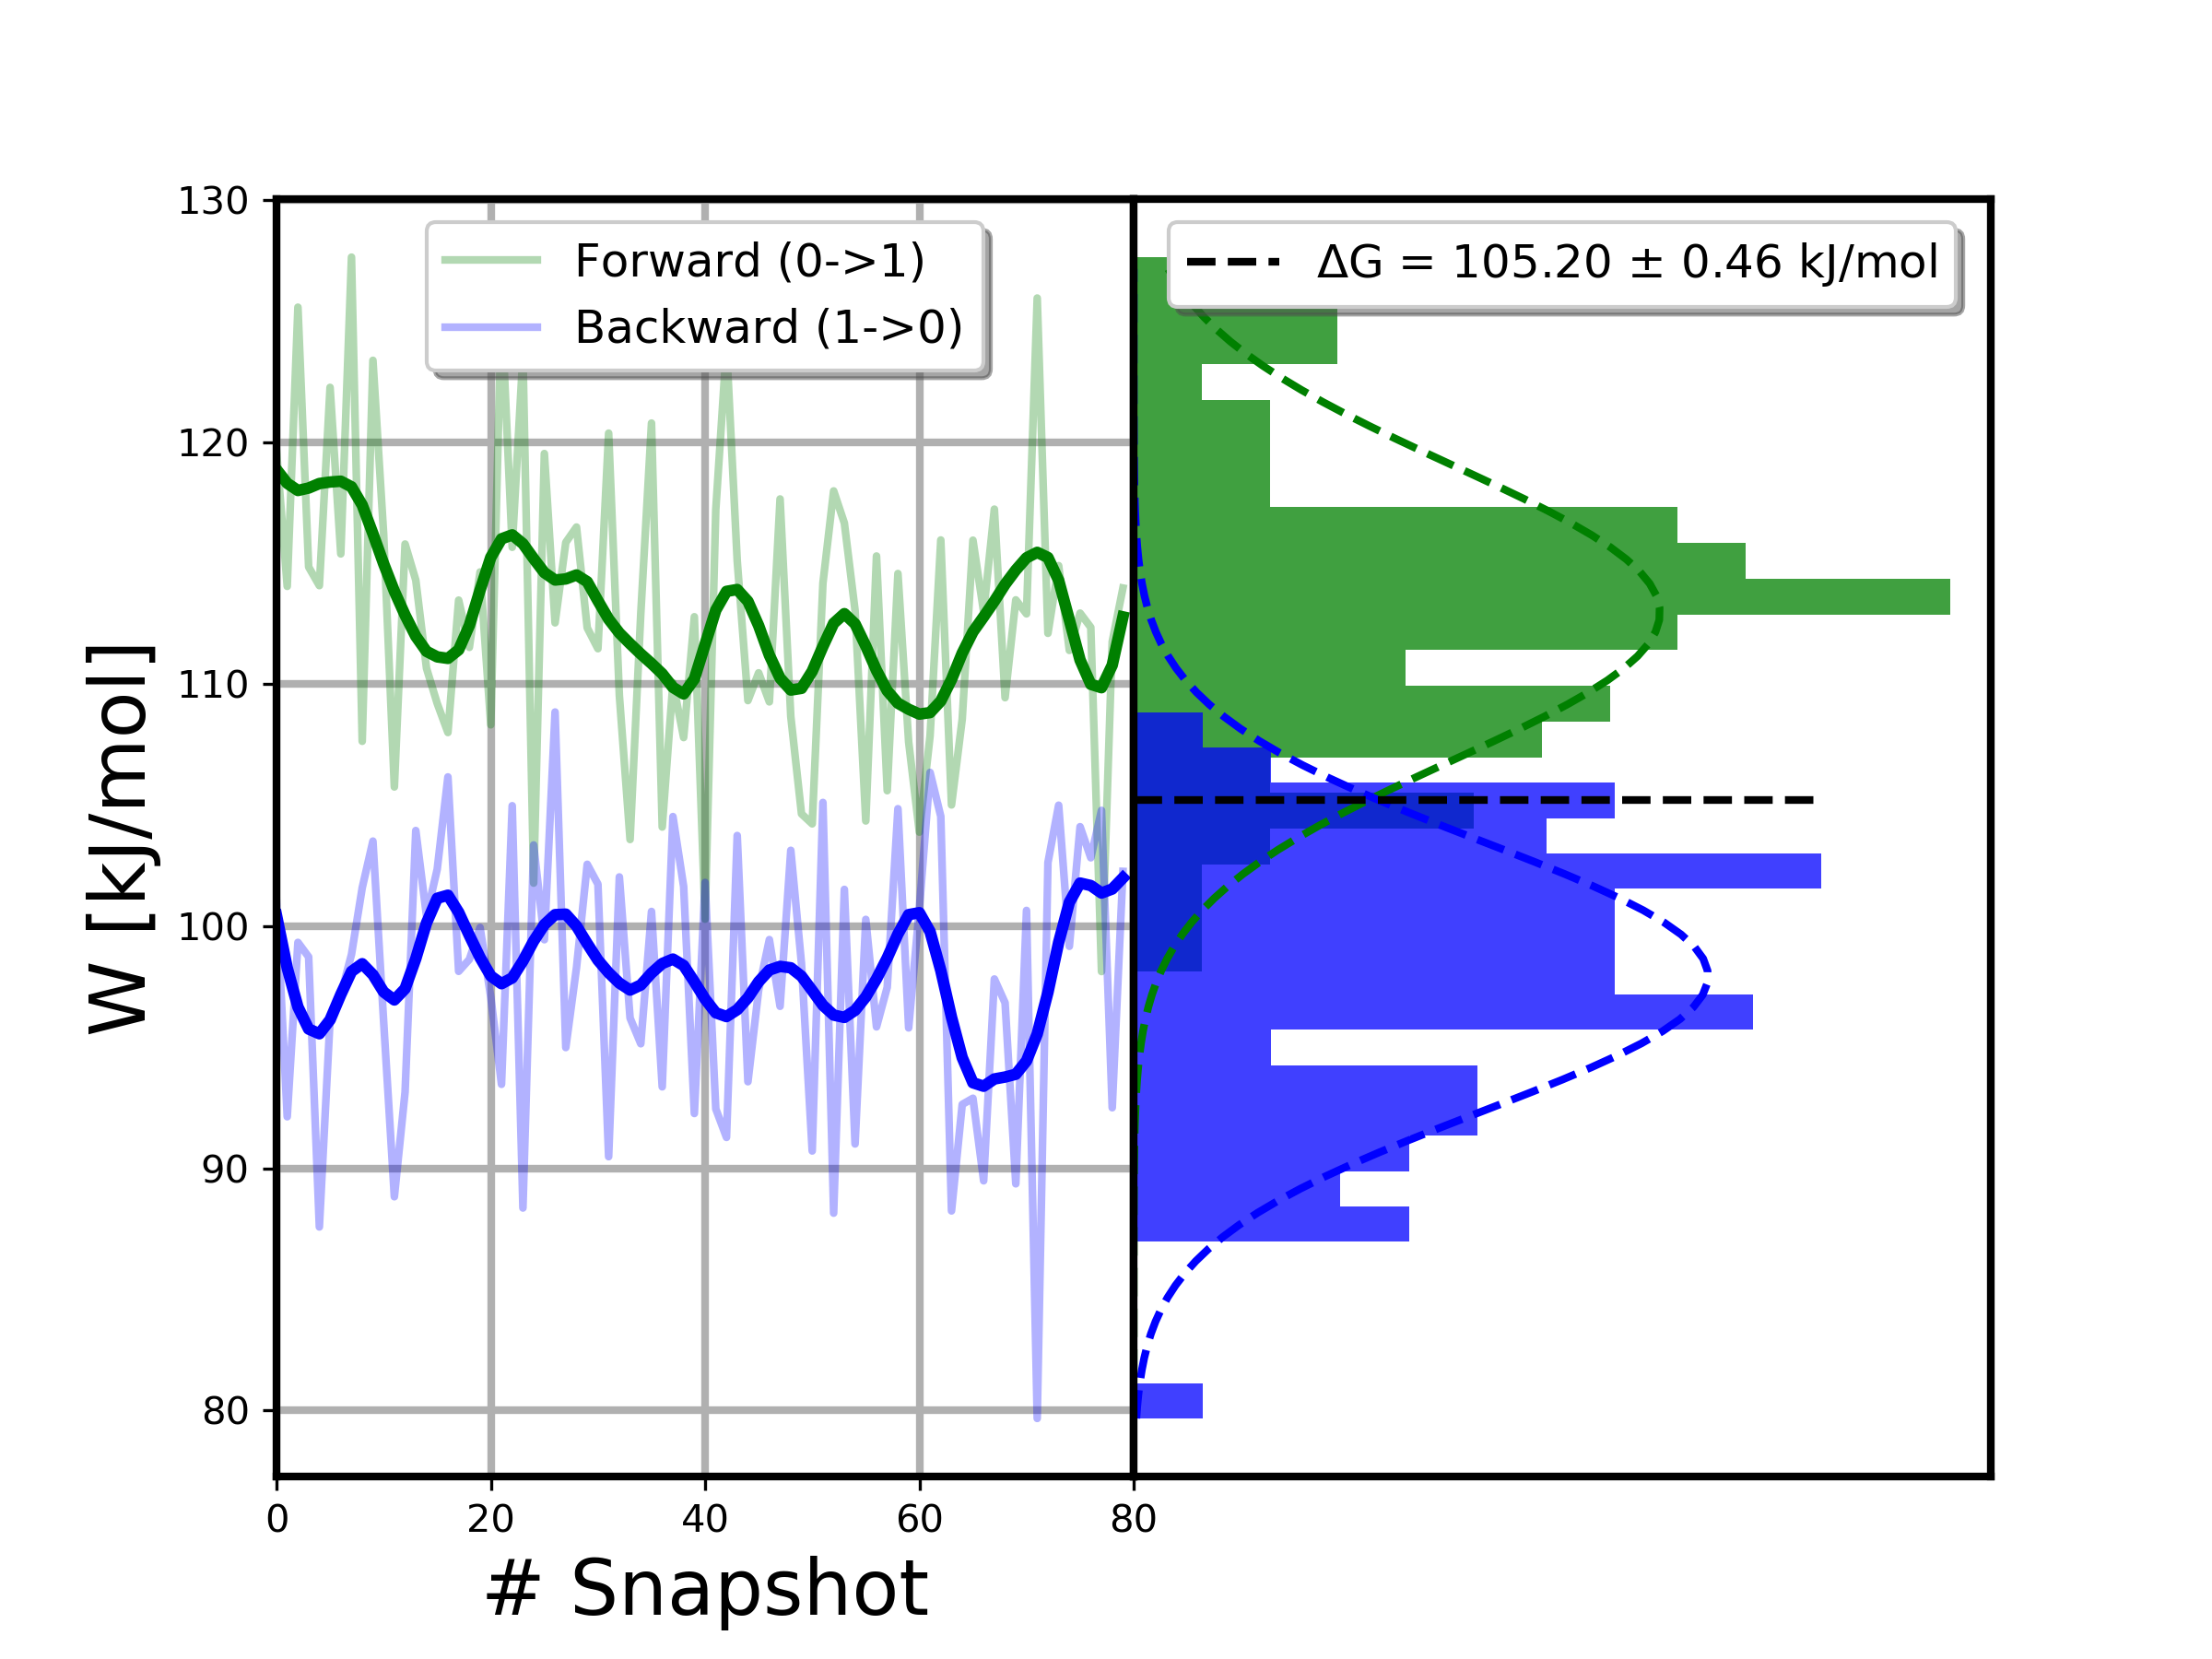 130
120
110
100
90
80
W [kJ/mol]
Forward (0->1)
Backward (1->0)
ΔG = 105.20 ± 0.46 kJ/mol
0 20 40 60 80
# Snapshot